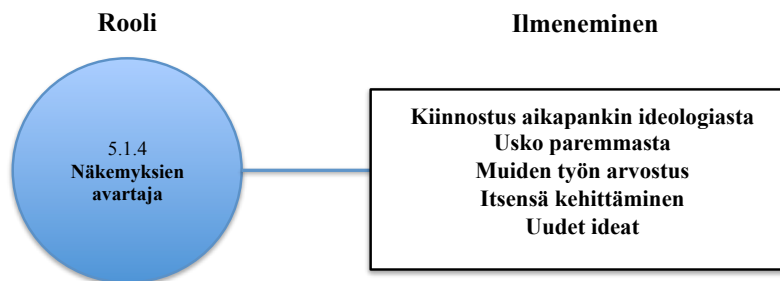 Rooli
Ilmeneminen
5.1.4
Näkemyksien
avartaja
Kiinnostus aikapankin ideologiasta
Usko paremmasta
Muiden työn arvostus
Itsensä kehittäminen
Uudet ideat